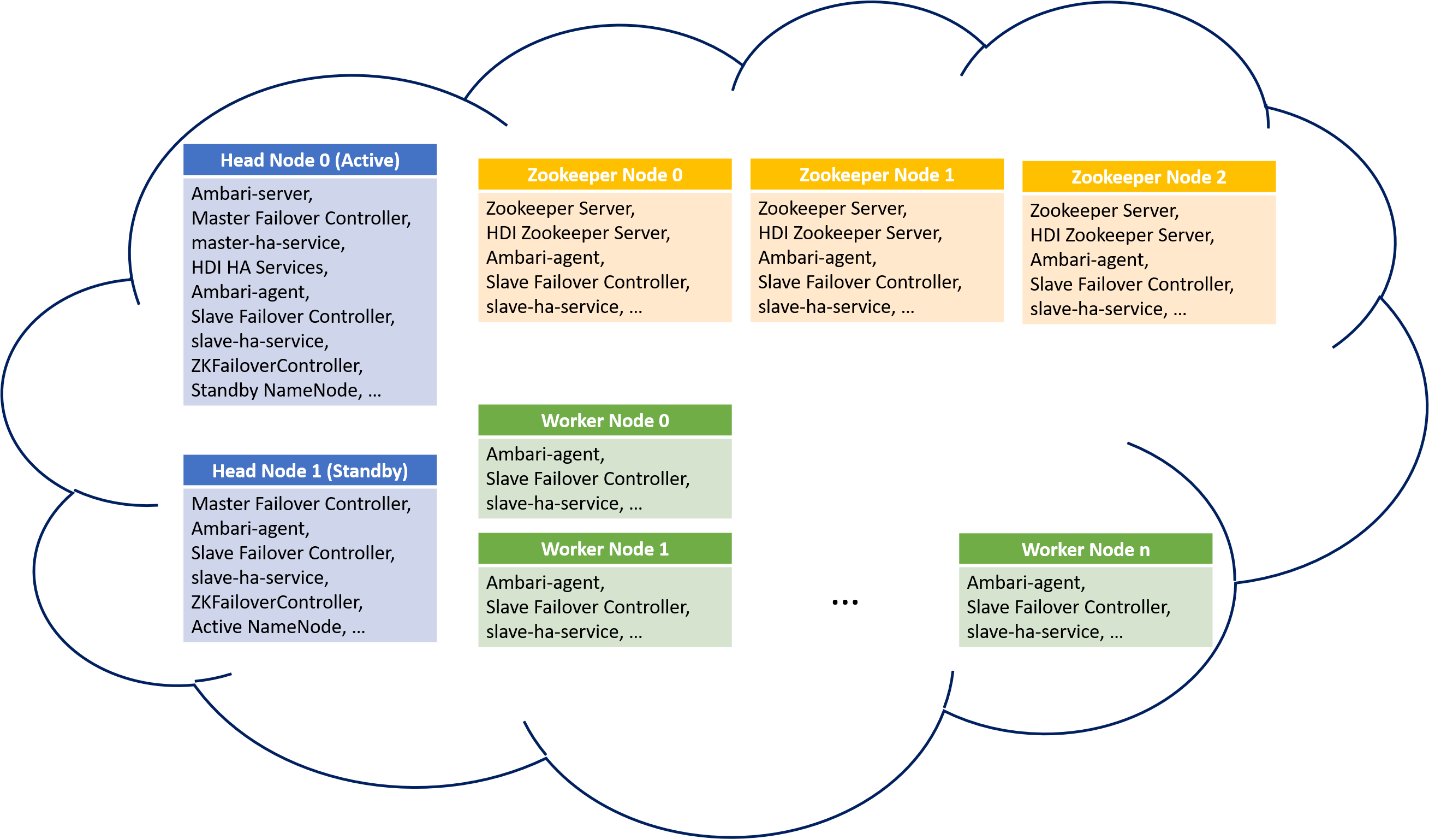 Head Node 0 (Active)
Ambari-server,
Master Failover Controller,
master-ha-service,
HDI HA Services,
Ambari-agent,
Slave Failover Controller,
slave-ha-service,
ZKFailoverController,
Standby NameNode, ...
Zookeeper Node 0
Zookeeper Server,
HDI Zookeeper Server,
Ambari-agent,
Slave Failover Controller,
slave-ha-service, ...
Zookeeper Node 1
Zookeeper Server,
HDI Zookeeper Server,
Ambari-agent,
Slave Failover Controller,
slave-ha-service, ...
Zookeeper Node 2
Zookeeper Server,
HDI Zookeeper Server,
Ambari-agent,
Slave Failover Controller,
slave-ha-service, ...
Head Node 1 (Standby)
Master Failover Controller,
Ambari-agent,
Slave Failover Controller,
slave-ha-service,
ZKFailoverController,
Active NameNode, ...
Worker Node 0
Ambari-agent,
Slave Failover Controller,
slave-ha-service, ...
Worker Node 1
Ambari-agent,
Slave Failover Controller,
slave-ha-service, ...
...
Worker Node n
Ambari-agent,
Slave Failover Controller,
slave-ha-service, ...